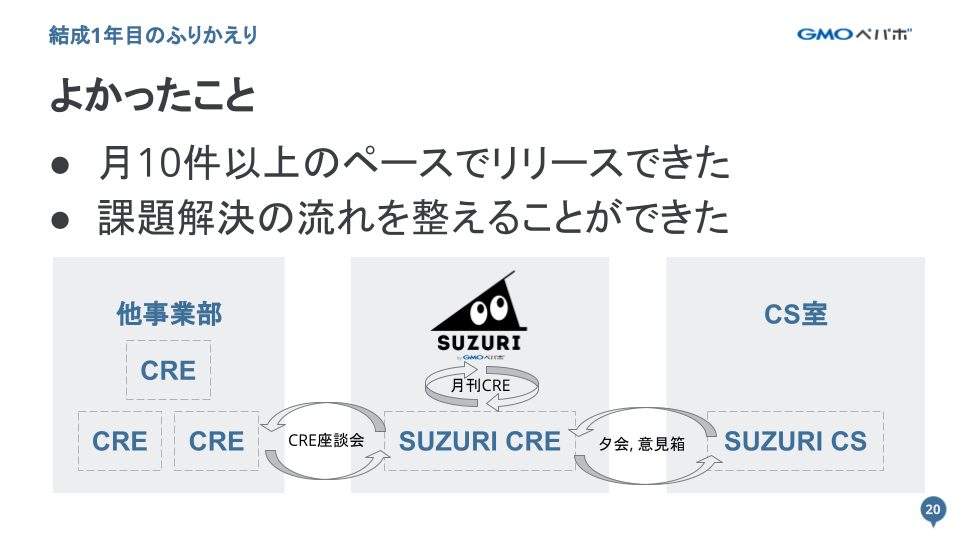 結成1年目のふりかえり
GMOペパボ
よかったこと
● 月10件以上のペースでリリースできた
● 課題解決の流れを整えることができた
他事業部
CS室
SUZURI
by GMOペパボ
CRE
月刊CRE
CRE
CRE
CRE座談会
SUZURI CRE
夕会, 意見箱
SUZURI CS
20